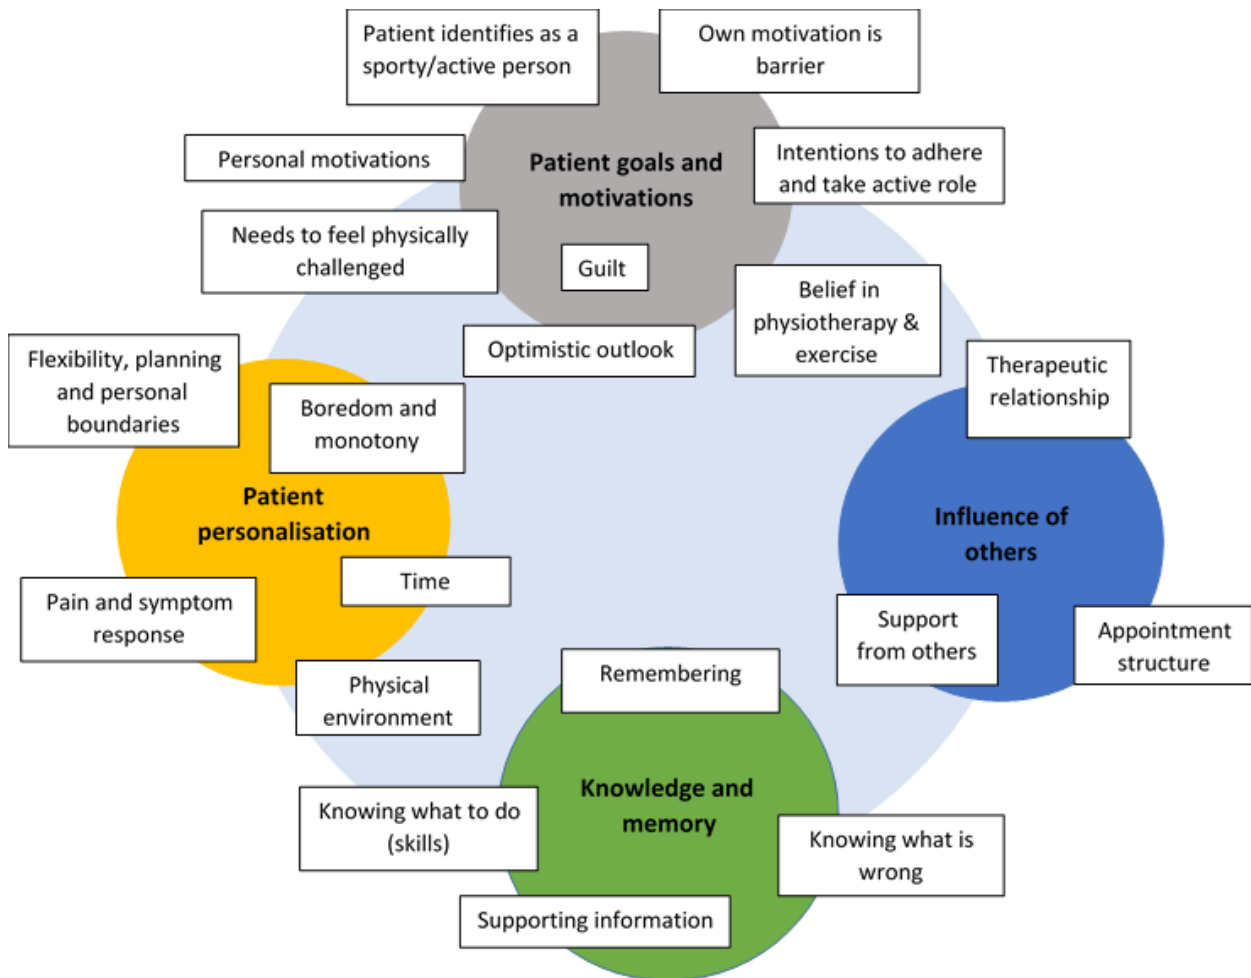 Patient identifies as a
sporty/active person
Own motivation is
barrier
Personal motivations
Patient goals and
motivations
Intentions to adhere
and take active role
Needs to feel physically
challenged
Guilt
Belief in
physiotherapy &
exercise
Optimistic outlook
Flexibility, planning
and personal
boundaries
Boredom and
monotony
Patient
personalisation
Time
Pain and symptom
response
Physical
environment
Therapeutic
relationship
Influence of
others
Support
from others
Appointment
structure
Remembering
Knowledge and
memory
Knowing what to do
(skills)
Knowing what is
wrong
Supporting information